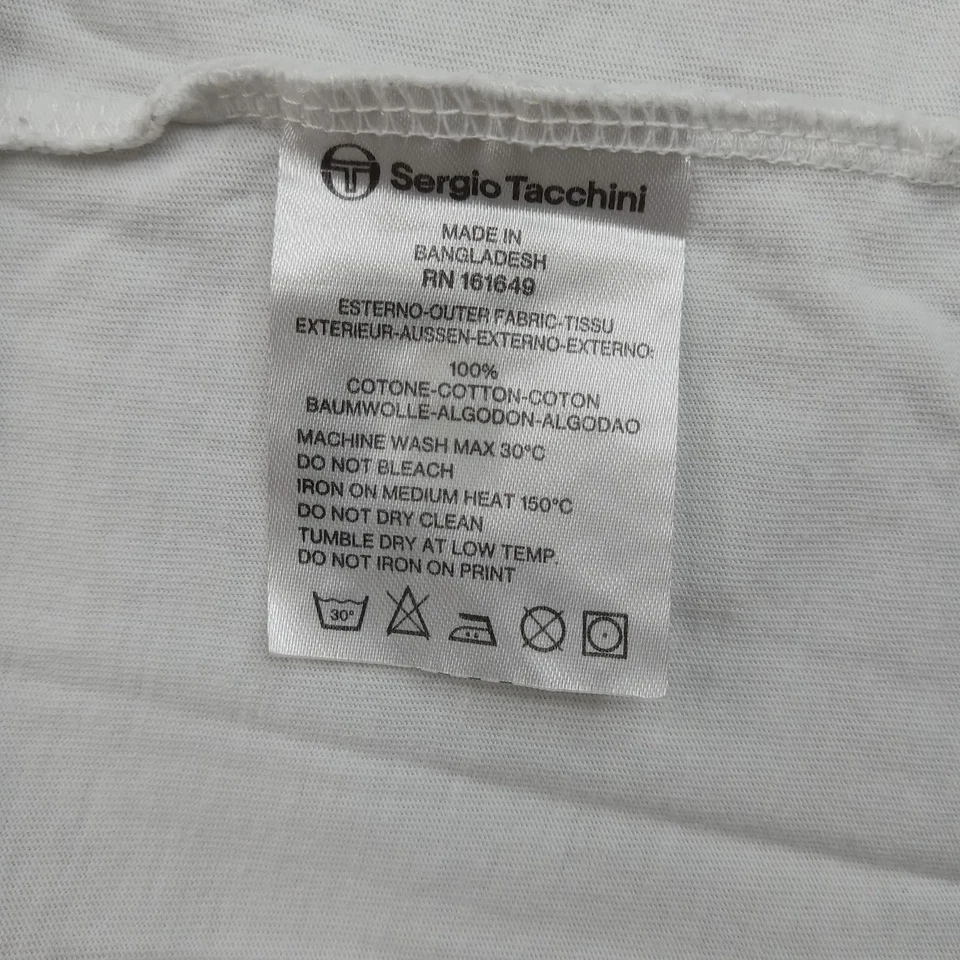 Sergio Tacchini
MADE IN
BANGLADESH
RN 161649
ESTERNO-OUTER FABRIC-TISSU
EXTERIEUR-AUSSEN-EXTERNO-EXTERNO:
100%
COTONE-COTTON-COTON
BAUMWOLLE-ALGODON-ALGODAO
MACHINE WASH MAX 30°C
DO NOT BLEACH
IRON ON MEDIUM HEAT 150°C
DO NOT DRY CLEAN
TUMBLE DRY AT LOW TEMP.
DO NOT IRON ON PRINT
30°